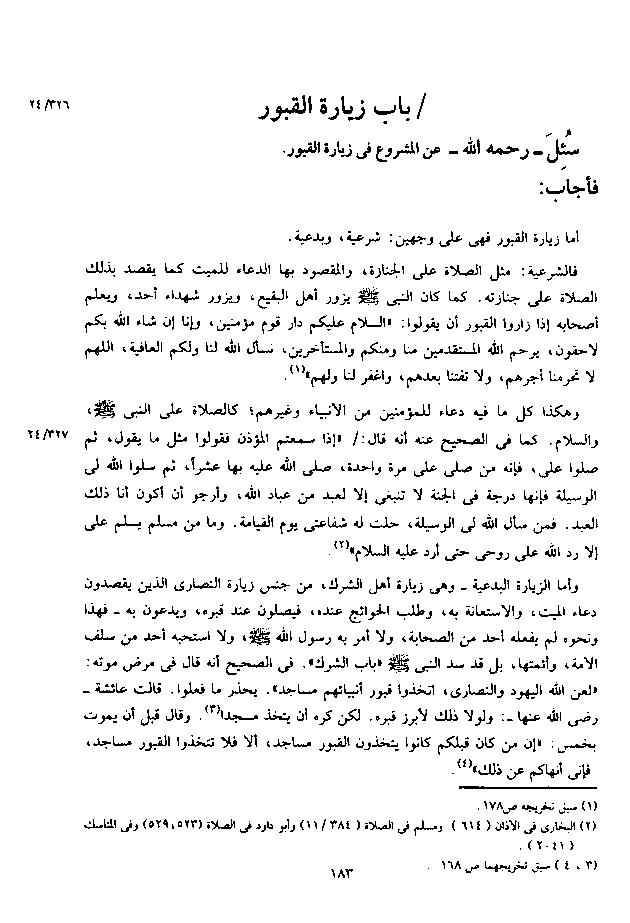 ٢٤/٣٢٦
/ باب زيارة القبور
سُئِلَ ـ رحمه الله ـ عن المشروع فى زيارة القبور.
فأجاب:
أما زيارة القبور فهى على وجهين: شرعية، وبدعية.
فالشرعية: مثل الصلاة على الجنازة، والمقصود بها الدعاء للميت كما يقصد بذلك
الصلاة على جنازته. كما كان النبى ﷺ يزور أهل البقيع، ويزور شهداء أحد، ويعلم
أصحابه إذا زاروا القبور أن يقولوا: «السلام عليكم دار قوم مؤمنين، وإنا إن شاء الله بكم
لاحقون، يرحم الله المستقدمين منا ومنكم والمستأخرين، نسأل الله لنا ولكم العافية، اللهم
لا تحرمنا أجرهم، ولا تفتنا بعدهم، واغفر لنا ولهم»(١).
وهكذا كل ما فيه دعاء للمؤمنين من الأنبياء وغيرهم؛ كالصلاة على النبى ﷺ،
٢٤/٣٢٧
والسلام. كما فى الصحيح عنه أنه قال:/ «إذا سمعتم المؤذن فقولوا مثل ما يقول، ثم
صلوا على، فإنه من صلى على مرة واحدة، صلى الله عليه بها عشراً، ثم سلوا الله لى
الوسيلة فإنها درجة فى الجنة لا تنبغى إلا لعبد من عباد الله، وأرجو أن أكون أنا ذلك
العبد. فمن سأل الله لى الوسيلة، حلت له شفاعتى يوم القيامة. وما من مسلم يسلم على
إلا رد الله على روحى حتى أرد عليه السلام»(٢).
وأما الزيارة البدعية ـ وهى زيارة أهل الشرك، من جنس زيارة النصارى الذين يقصدون
دعاء الميت، والاستعانة به، وطلب الحوائج عنده، فيصلون عند قبره، ويدعون به ـ فهذا
ونحوه لم يفعله أحد من الصحابة، ولا أمر به رسول الله ﷺ، ولا استحبه أحد من سلف
الأمة، وأئمتها، بل قد سد النبى ﷺ «باب الشرك». فى الصحيح أنه قال فى مرض موته:
«لعن الله اليهود والنصارى، اتخذوا قبور أنبيائهم مساجد». يحذر ما فعلوا. قالت عائشة ـ
رضى الله عنها ـ: ولولا ذلك لأبرز قبره. لكن كره أن يتخذ مسجدا(٣). وقال قبل أن يموت
بخمس: «إن من كان قبلكم كانوا يتخذون القبور مساجد، ألا فلا تتخذوا القبور مساجد،
فإنى أنهاكم عن ذلك»(٤).
(١) سبق تخريجه ص١٧٨.
(٢) البخارى فى الأذان (٦١٤) ومسلم فى الصلاة (٣٨٤/١١) وأبو داود فى الصلاة (٥٢٣، ٥٢٩) وفى المناسك
(٢٠٤١).
(٣ ، ٤) سبق تخريجهما ص ١٦٨ .
١٨٣